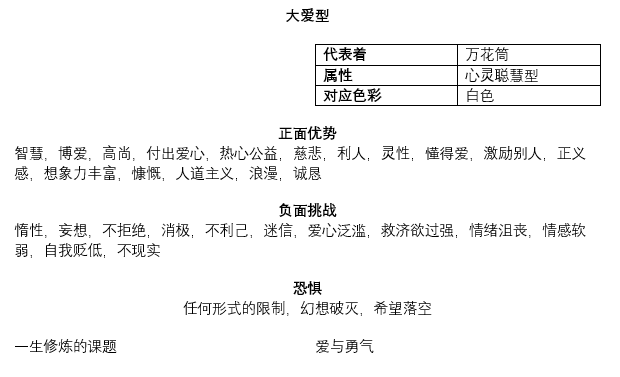 大爱型
代表着 万花筒
属性 心灵聪慧型
对应色彩 白色
正面优势
智慧，博爱，高尚，付出爱心，热心公益，慈悲，利人，灵性，懂得爱，激励别人，正义
感，想象力丰富，慷慨，人道主义，浪漫，诚恳
负面挑战
惰性，妄想，不拒绝，消极，不利己，迷信，爱心泛滥，救济欲过强，情绪沮丧，情感软
弱，自我贬低，不现实
恐惧
任何形式的限制，幻想破灭，希望落空
一生修炼的课题 爱与勇气